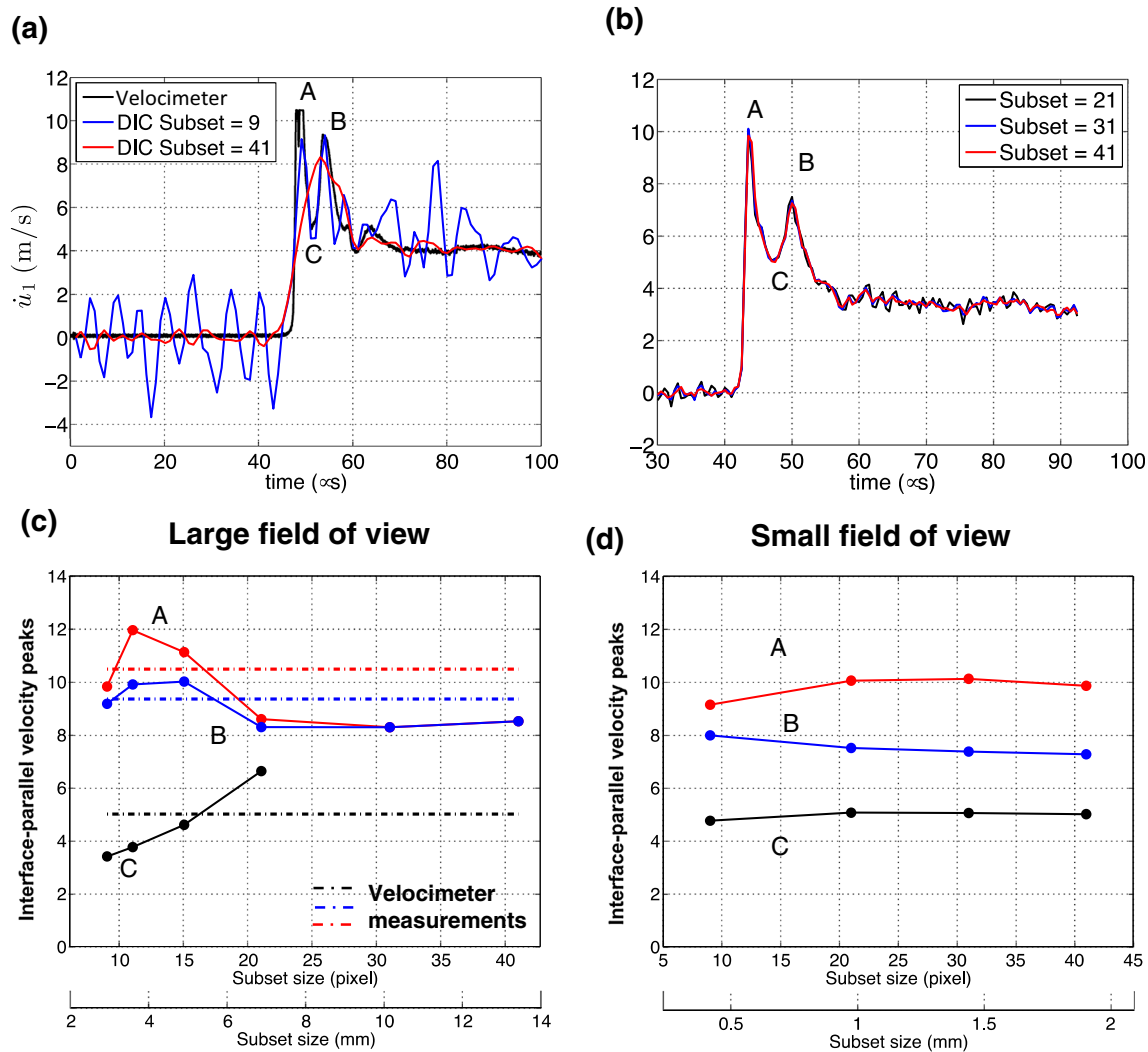 (a)
12
10
8
6
4
2
0
−2
−4
u̇₁ (m/s)
Velocimeter
DIC Subset = 9
DIC Subset = 41
A
B
C
0 20 40 60 80 100
time (∝s)
(b)
12
10
8
6
4
2
0
−2
Subset = 21
Subset = 31
Subset = 41
A
B
C
30 40 50 60 70 80 90 100
time (∝s)
(c)
Large field of view
Interface-parallel velocity peaks
14
12
10
8
6
4
2
0
A
B
C
Velocimeter
measurements
10 15 20 25 30 35 40
Subset size (pixel)
2 4 6 8 10 12 14
Subset size (mm)
(d)
Small field of view
Interface-parallel velocity peaks
14
12
10
8
6
4
2
0
A
B
C
5 10 15 20 25 30 35 40 45
Subset size (pixel)
0.5 1 1.5 2
Subset size (mm)